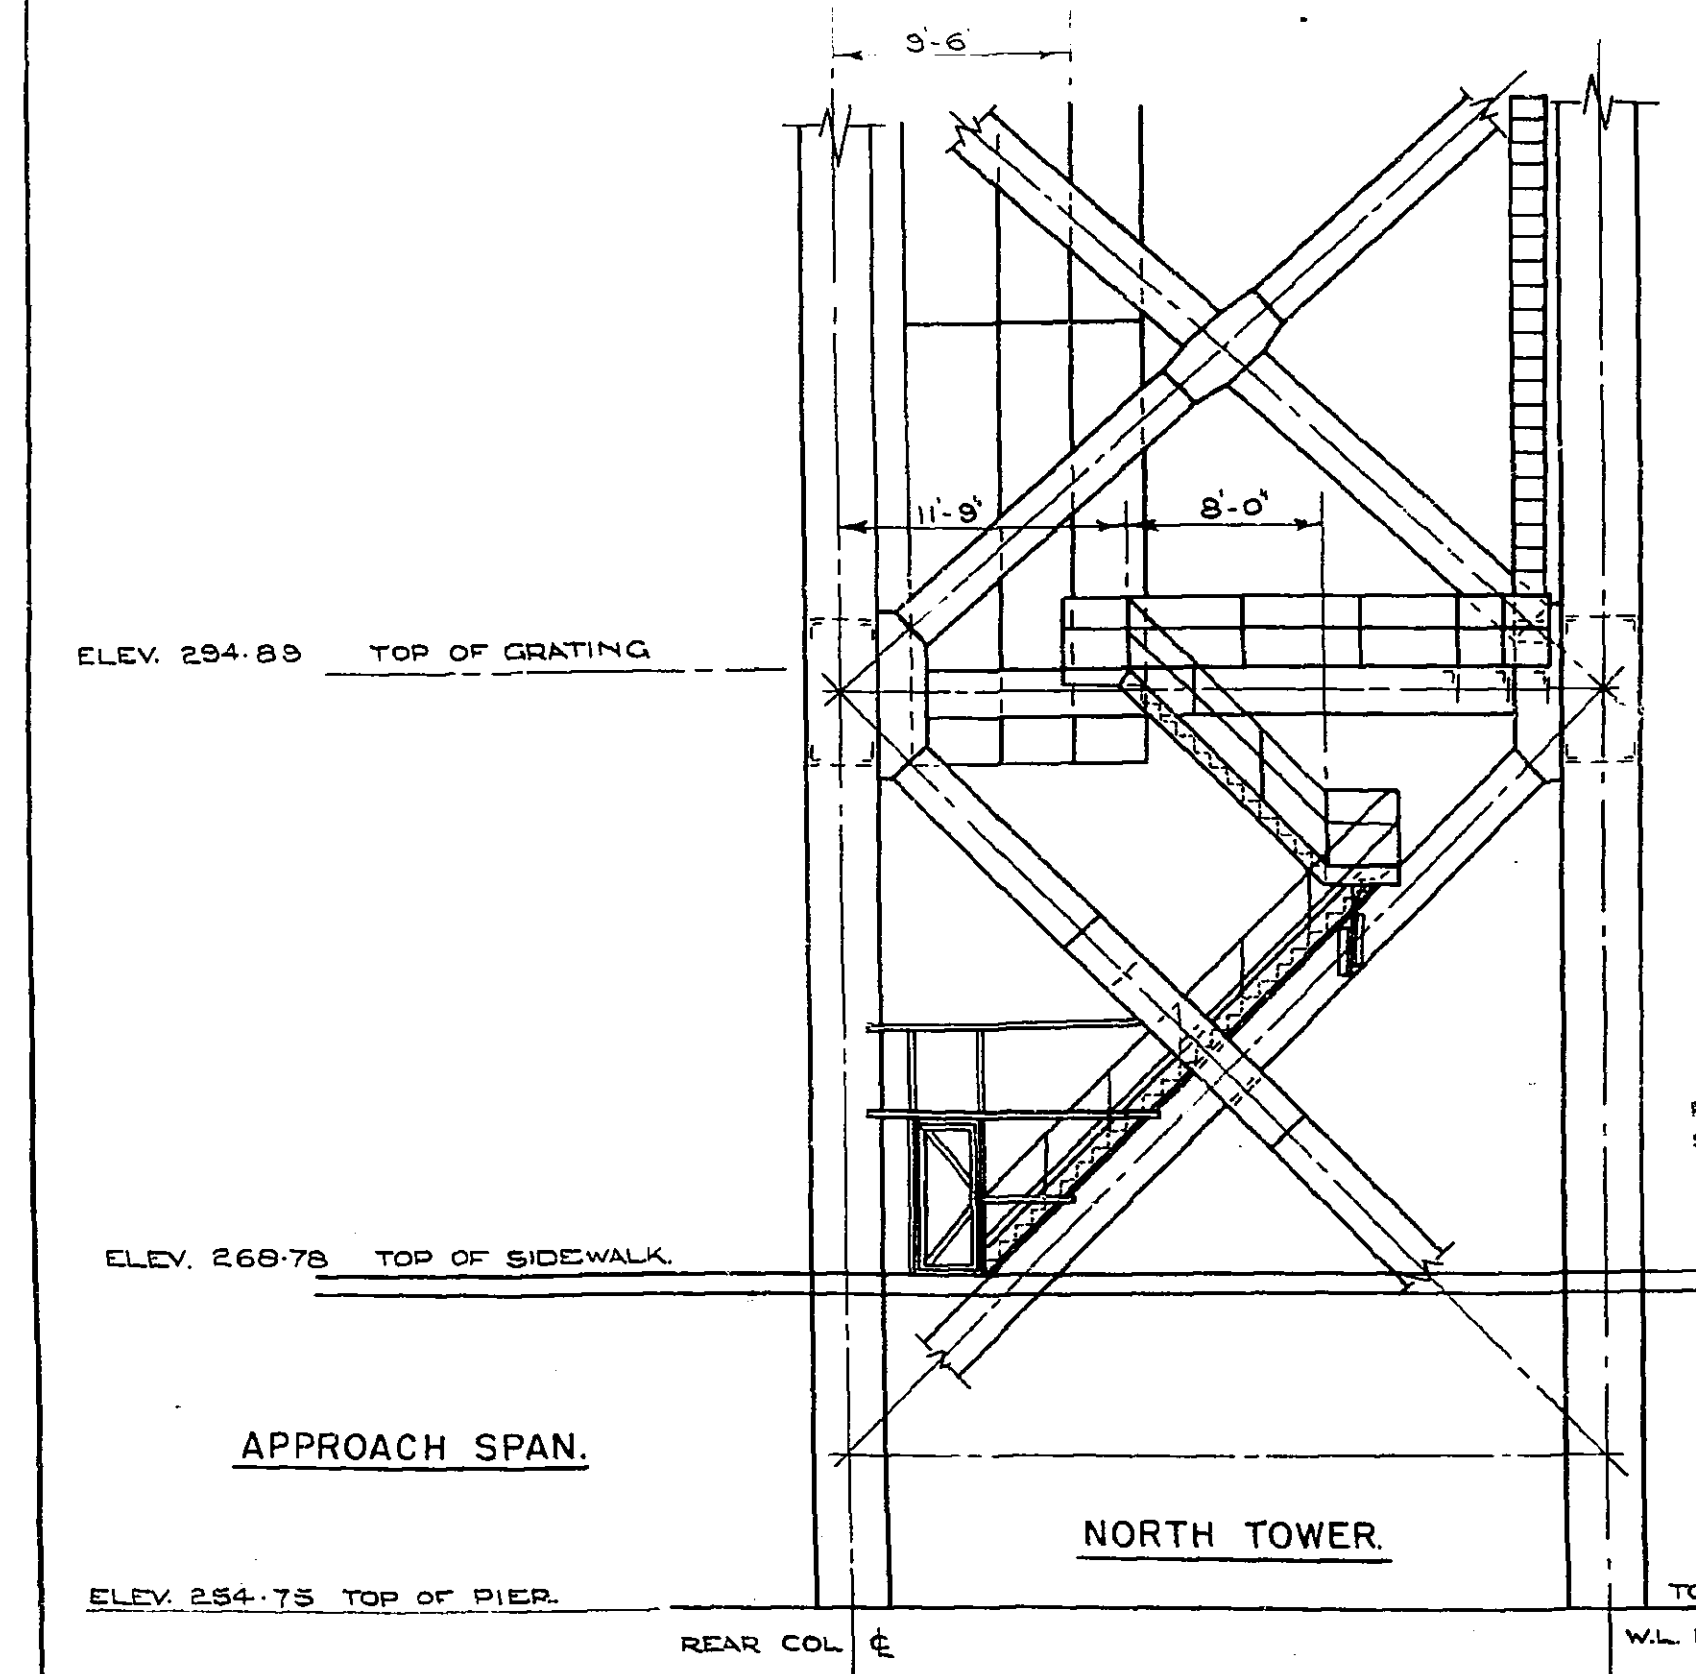 9'-6"
11'-9"
8'-0"
ELEV. 294.89 TOP OF GRATING
ELEV. 268.78 TOP OF SIDEWALK.
APPROACH SPAN.
NORTH TOWER.
ELEV. 254.75 TOP OF PIER.
TO
REAR COL ℄
W.L.